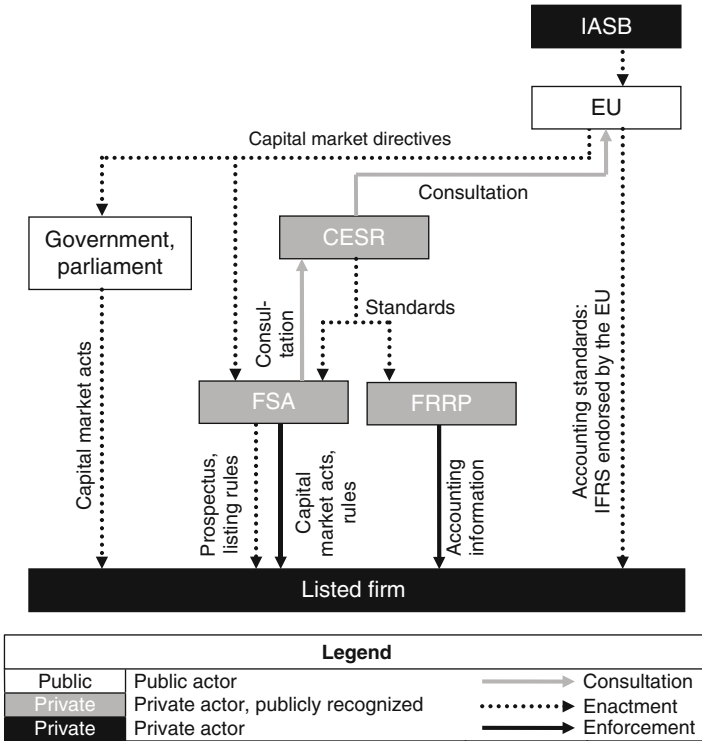 IASB
EU
Capital market directives
Consultation
Government,
parliament
CESR
Consul-
tation
Standards
Capital market acts
Accounting standards:
IFRS endorsed by the EU
FSA
FRRP
Prospectus,
listing rules
Capital
market acts,
rules
Accounting
information
Listed firm
Legend
Public Public actor Consultation
Private Private actor, publicly recognized Enactment
Private Private actor Enforcement